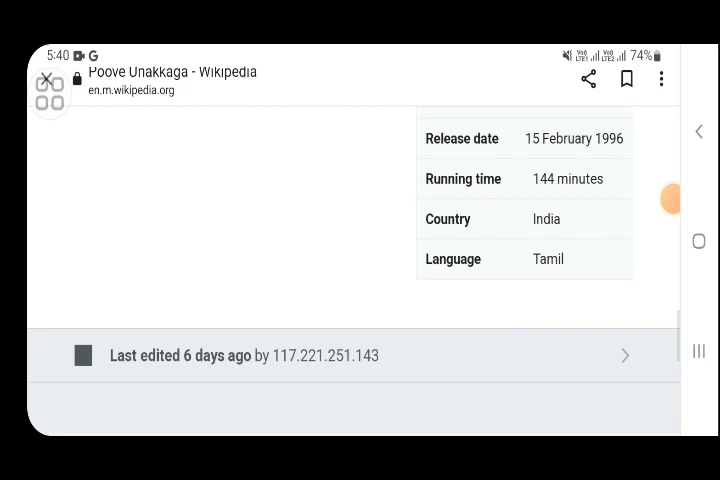 5:40
74%
Poove Unakkaga - Wikipedia
en.m.wikipedia.org
Release date 15 February 1996
Running time 144 minutes
Country India
Language Tamil
Last edited 6 days ago by 117.221.251.143